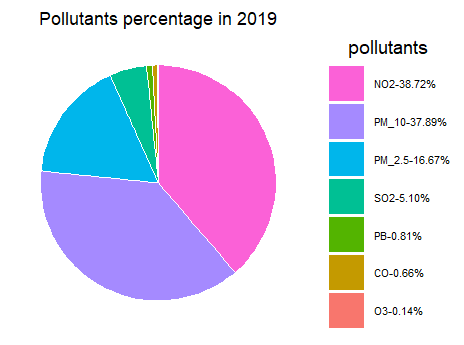 Pollutants percentage in 2019
pollutants
NO2-38.72%
PM_10-37.89%
PM_2.5-16.67%
SO2-5.10%
PB-0.81%
CO-0.66%
O3-0.14%